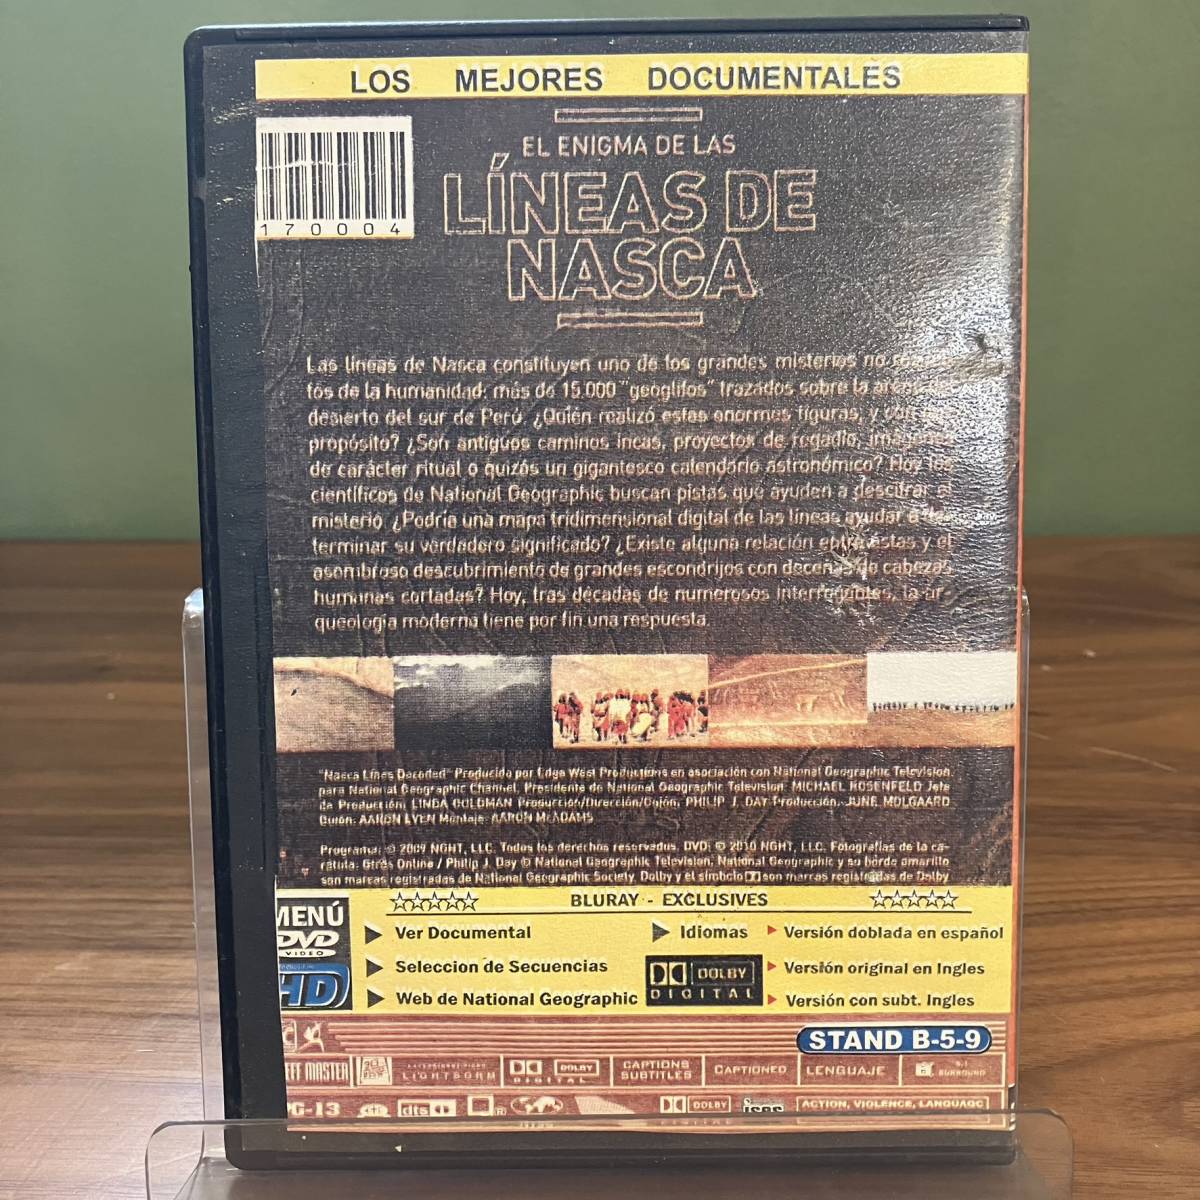 LOS MEJORES DOCUMENTALES
170004
EL ENIGMA DE LAS
LÍNEAS DE
NASCA
Las líneas de Nasca constituyen uno de los grandes misterios no
tos de la humanidad: más de 15.000 "geoglifos" trazados sobre la arena del
desierto del sur de Perú ¿Quién realizó estas enormes figuras, y con qué
propósito? ¿Son antiguos caminos incas, proyectos de regadío, imágenes
de carácter ritual o quizás un gigantesco calendario astronómico? Hoy los
científicos de National Geographic buscan pistas que ayuden a descifrar el
misterio ¿Podría una mapa tridimensional digital de las líneas ayudar a de-
terminar su verdadero significado? ¿Existe alguna relación entre éstas y el
asombroso descubrimiento de grandes escondrijos con decenas de cabezas
humanas cortadas? Hoy, tras décadas de numerosos interrogantes, la ar-
queología moderna tiene por fin una respuesta.
"Nasca Lines Decoded" Producido por Edge West Productions en asociación con National Geographic Television,
para National Geographic Channel. Presidente de National Geographic Television MICHAEL ROSENFELD Jefe
de Producción: LINDA GOLDMAN Producción/Dirección/Guión: PHILIP J. DAY Producción: JUNE MOLGAARD
Guión: AARON Montaje: AARON McADAMS
Programa: © 2009 NGHT, LLC. Todos los derechos reservados. DVD: © 2010 NGHT, LLC. Fotografías de la ca-
rátula: Gtres Online / Philip J. Day © National Geographic Television. National Geographic y su borde amarillo
son marcas registradas de National Geographic Society. Dolby y el símbolo son marcas registradas de Dolby
BLURAY - EXCLUSIVES
MENÚ
DVD
VIDEO
HD
Ver Documental
Seleccion de Secuencias
Web de National Geographic
Idiomas
DOLBY
DIGITAL
Versión doblada en español
Versión original en Ingles
Versión con subt. Ingles
STAND B-5-9
EFF MASTER
LIGHTSORM
DOLBY
DIGITAL
CAPTIONS
SUBTITLES
CAPTIONED
LENGUAJE
5.1
SURROUND
PG-13
dts
DOLBY
DIGITAL
ACTION, VIOLENCE, LANGUAGE